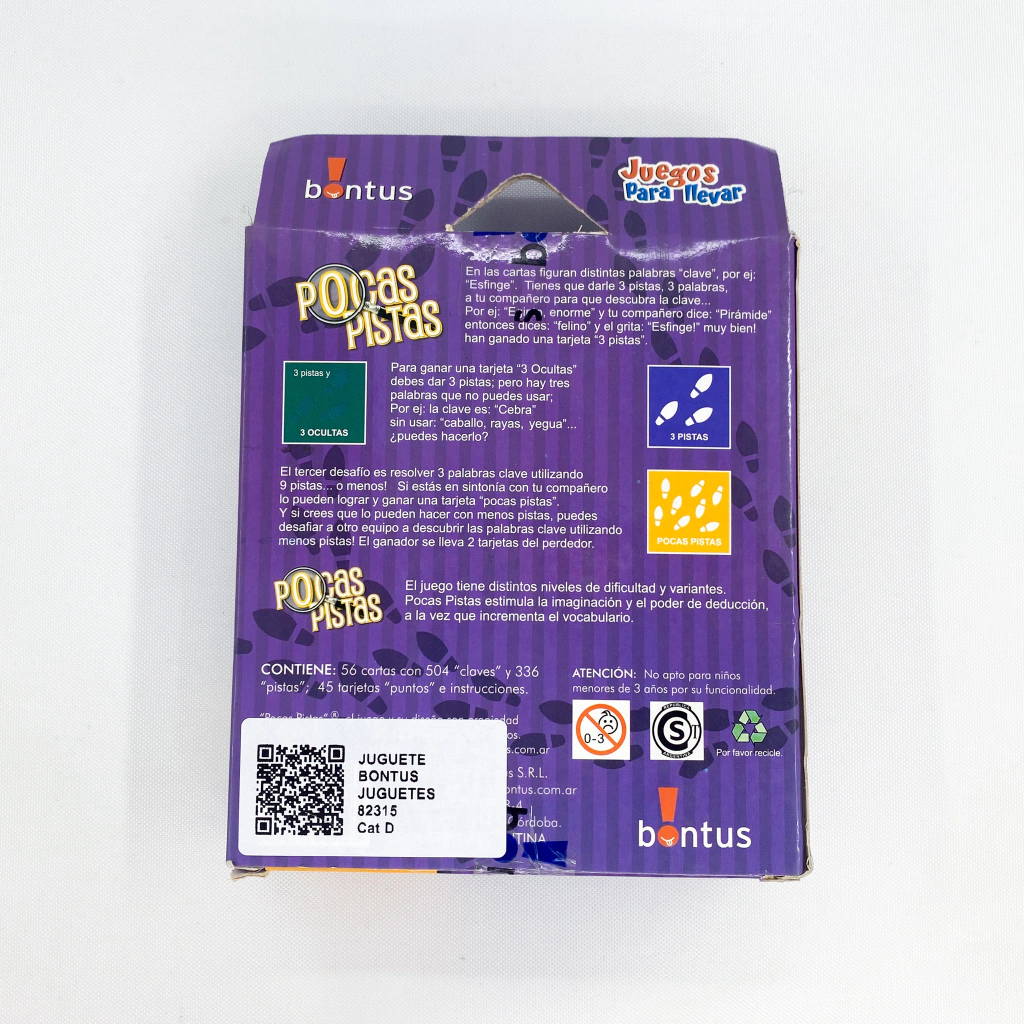 bontus
Juegos
Para llevar
POCAS
PISTAS
En las cartas figuran distintas palabras “clave”, por ej:
"Esfinge". Tienes que darle 3 pistas, 3 palabras,
a tu compañero para que descubra la clave...
Por ej: enorme” y tu compañero dice: “Pirámide”
entonces dices: “felino” y el grita: “Esfinge!” muy bien!
han ganado una tarjeta “3 pistas”.
3 pistas y
3 OCULTAS
Para ganar una tarjeta “3 Ocultas”
debes dar 3 pistas; pero hay tres
palabras que no puedes usar;
Por ej: la clave es: “Cebra”
sin usar: “caballo, rayas, yegua”...
¿puedes hacerlo?
3 PISTAS
El tercer desafío es resolver 3 palabras clave utilizando
9 pistas... o menos! Si estás en sintonía con tu compañero
lo pueden lograr y ganar una tarjeta “pocas pistas”.
Y si crees que lo pueden hacer con menos pistas, puedes
desafiar a otro equipo a descubrir las palabras clave utilizando
menos pistas! El ganador se lleva 2 tarjetas del perdedor.
POCAS PISTAS
POCAS
PISTAS
El juego tiene distintos niveles de dificultad y variantes.
Pocas Pistas estimula la imaginación y el poder de deducción,
a la vez que incrementa el vocabulario.
CONTIENE: 56 cartas con 504 “claves” y 336
“pistas”; 45 tarjetas “puntos” e instrucciones.
ATENCIÓN: No apto para niños
menores de 3 años por su funcionalidad.
0-3
REPUBLICA
S
ARGENTINA
Por favor recicle.
S.R.L.
JUGUETE
BONTUS
JUGUETES
82315
Cat D
bontus